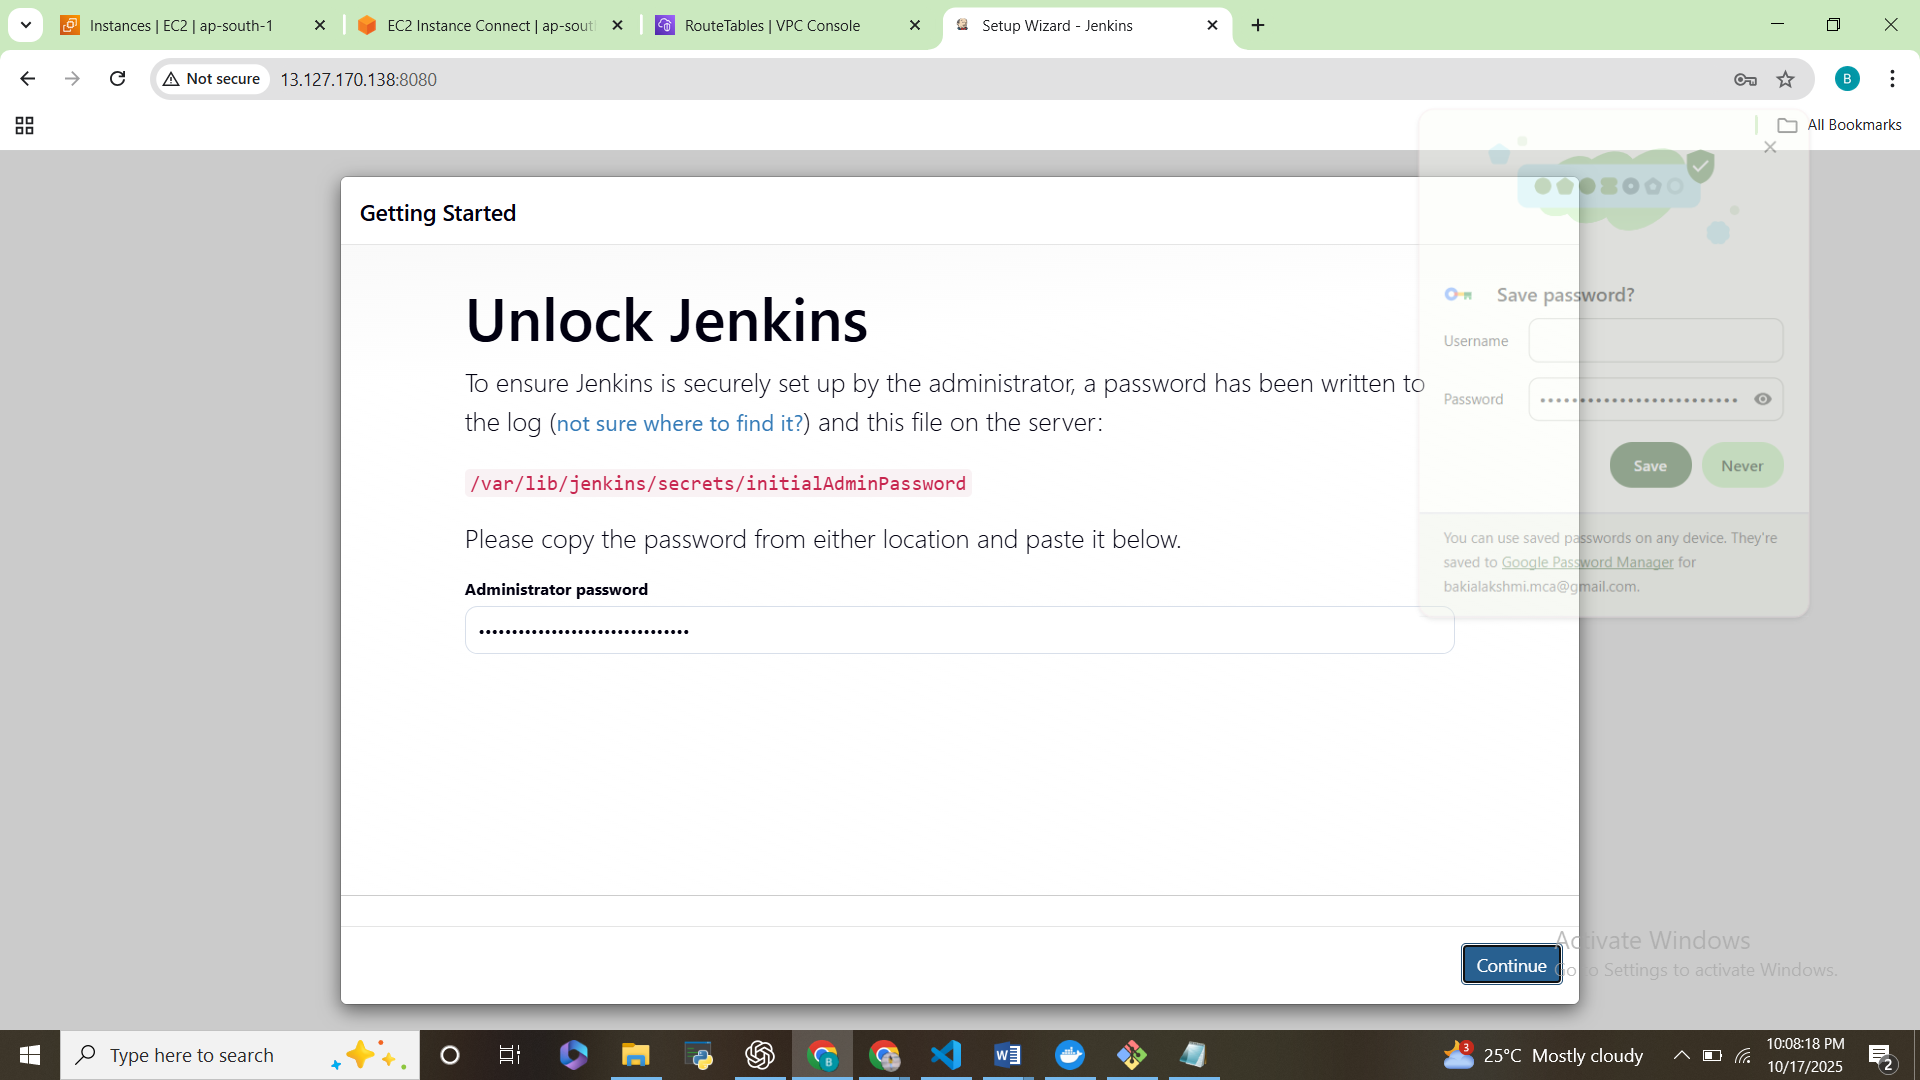 Instances | EC2 | ap-south-1
EC2 Instance Connect | ap-sout
RouteTables | VPC Console
Setup Wizard - Jenkins
Not secure
13.127.170.138:8080
B
All Bookmarks
Getting Started
Unlock Jenkins
To ensure Jenkins is securely set up by the administrator, a password has been written to
the log (not sure where to find it?) and this file on the server:
/var/lib/jenkins/secrets/initialAdminPassword
Please copy the password from either location and paste it below.
Administrator password
••••••••••••••••••••••••••••••••
Save password?
Username
Password
•••••••••••••••••••••••••
Save
Never
You can use saved passwords on any device. They're
saved to Google Password Manager for
bakialakshmi.mca@gmail.com.
Continue
Activate Windows
Go to Settings to activate Windows.
Type here to search
B
3
25°C Mostly cloudy
10:08:18 PM
10/17/2025
2